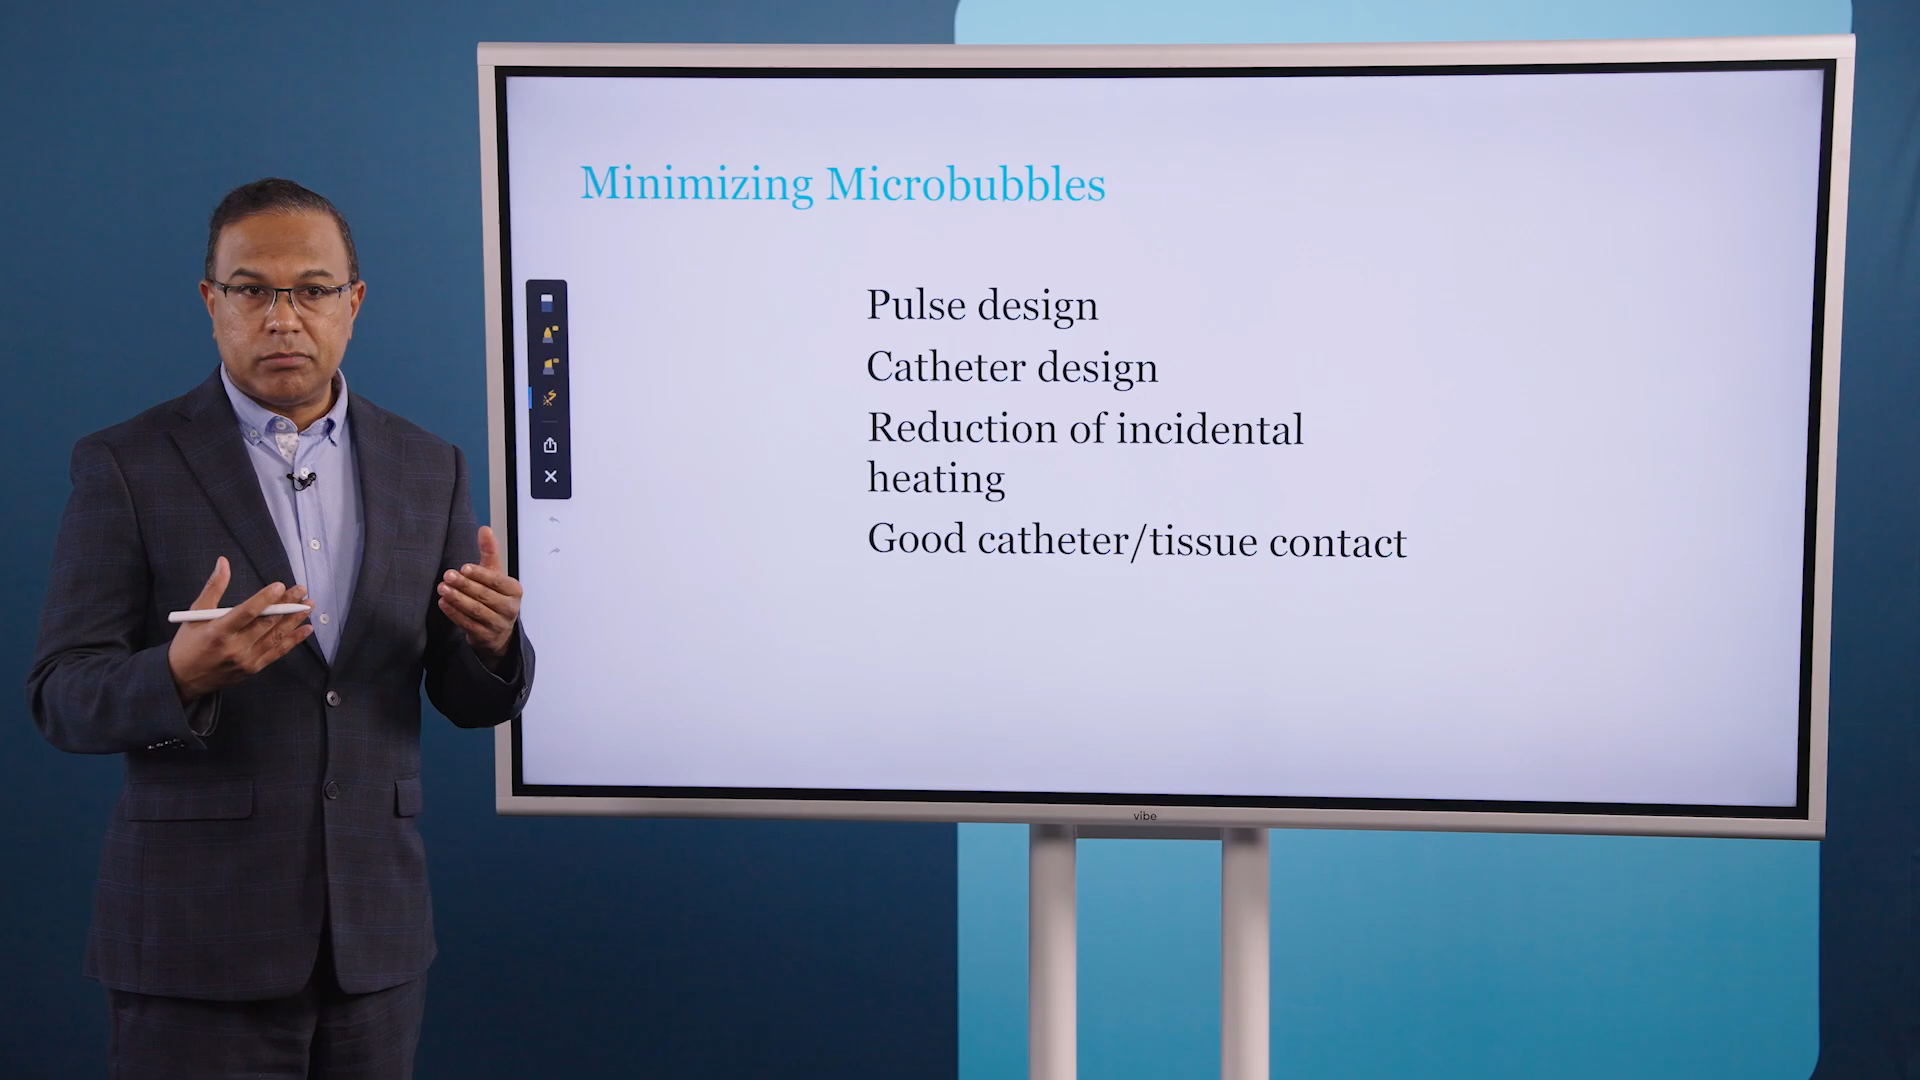 Minimizing Microbubbles
Pulse design
Catheter design
Reduction of incidental
heating
Good catheter/tissue contact
vibe